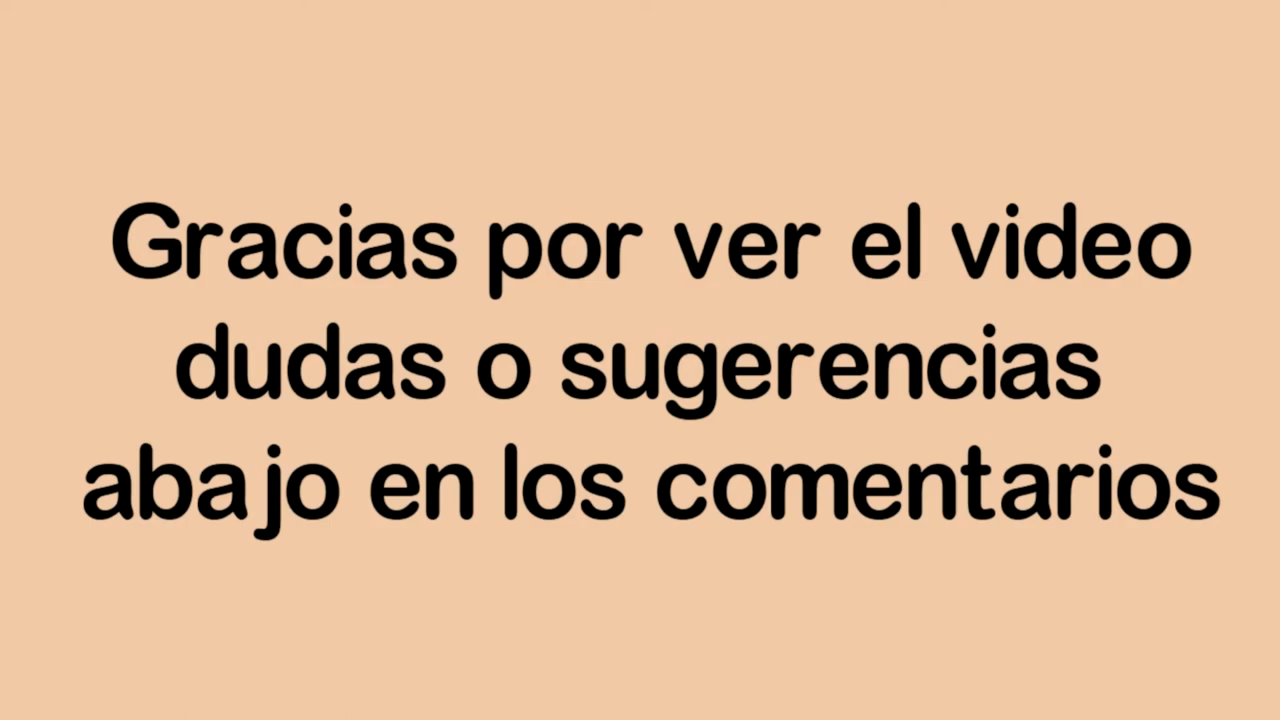 Gracias por ver el video
dudas o sugerencias
abajo en los comentarios